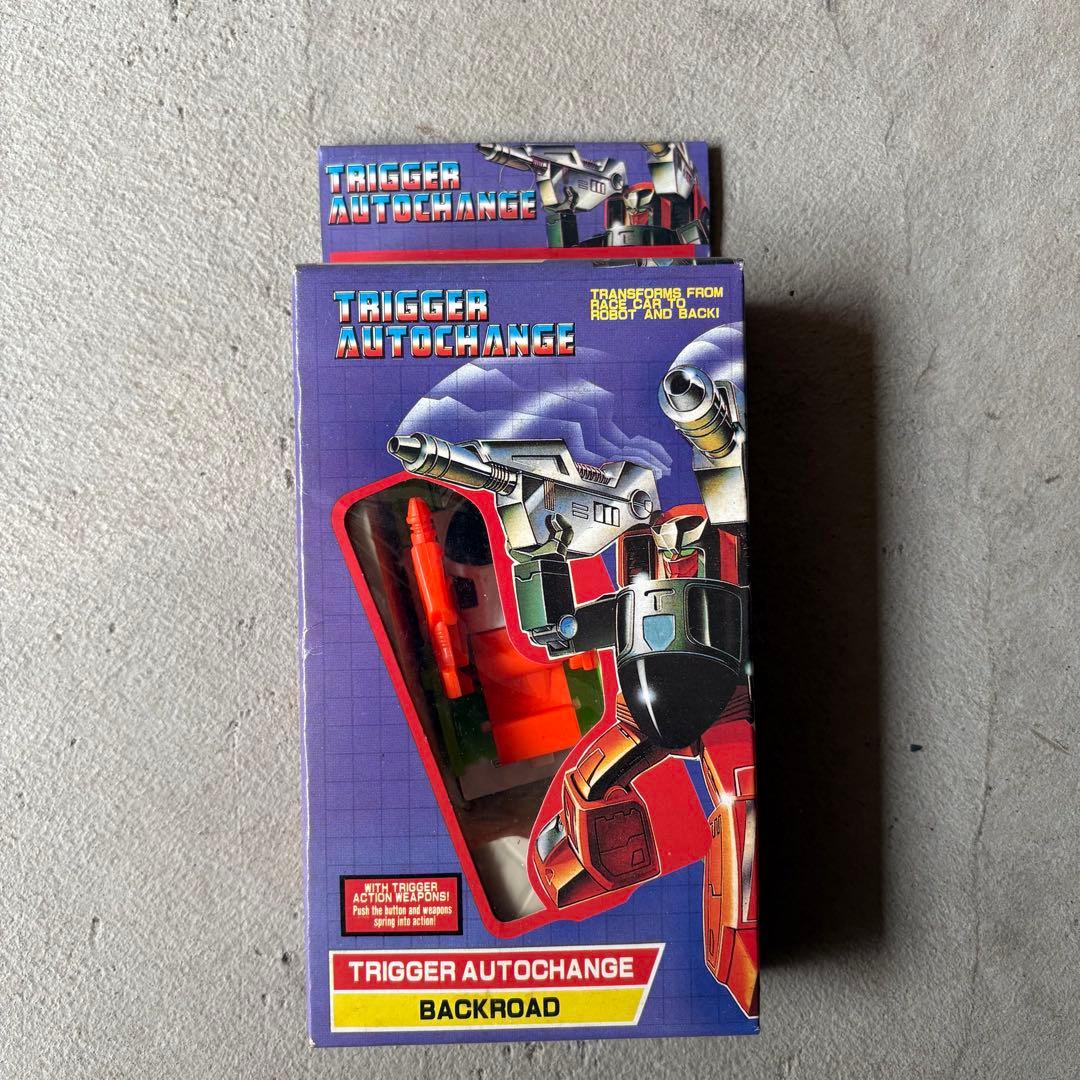 TRIGGER
AUTOCHANGE
TRIGGER
AUTOCHANGE
TRANSFORMS FROM
RACE CAR TO
ROBOT AND BACK!
WITH TRIGGER
ACTION WEAPONS!
Push the button and weapons
spring into action!
TRIGGER AUTOCHANGE
BACKROAD